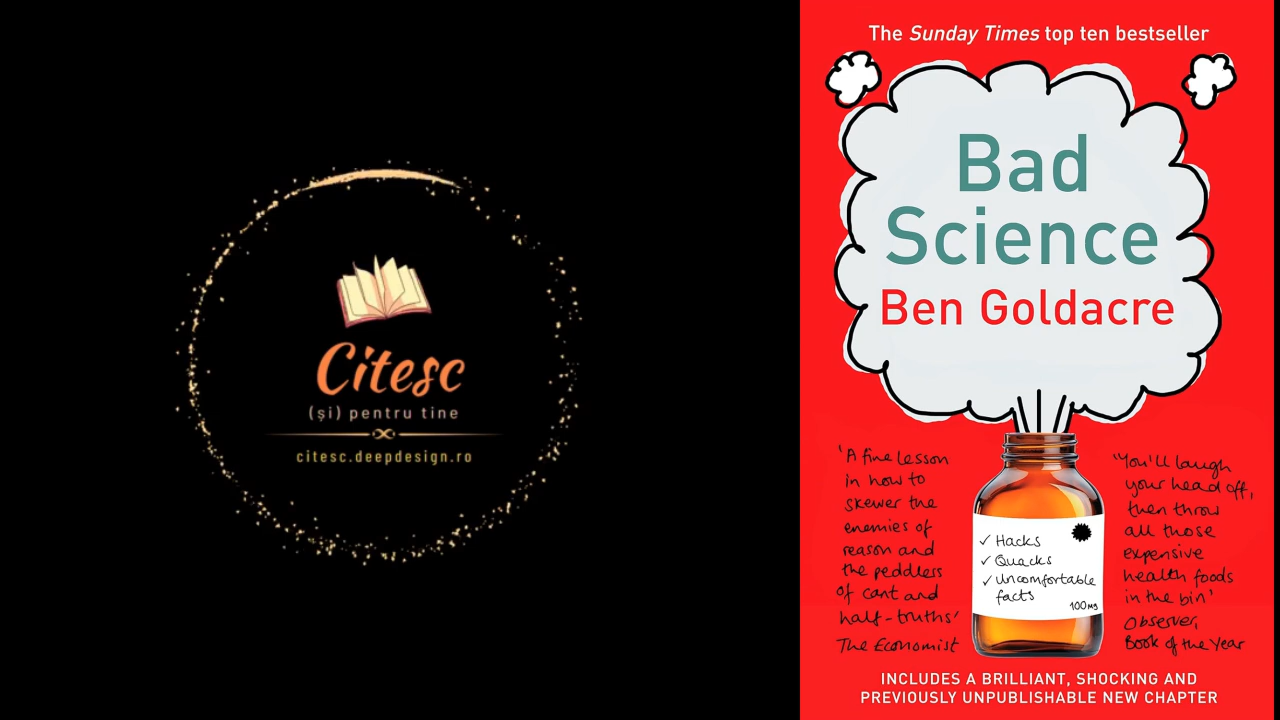 Citesc
(și) pentru tine
citesc.deepdesign.ro
The Sunday Times top ten bestseller
Bad
Science
Ben Goldacre
'A fine lesson
in how to
skewer the
enemies of
reason and
the peddlers
of cant and
half-truths'
The Economist
✓ Hacks
✓ Quacks
✓ Uncomfortable
facts
100mg
"You'll laugh
your head off,
then throw
all those
expensive
health foods
in the bin'
Observer,
Book of the Year
INCLUDES A BRILLIANT, SHOCKING AND
PREVIOUSLY UNPUBLISHABLE NEW CHAPTER